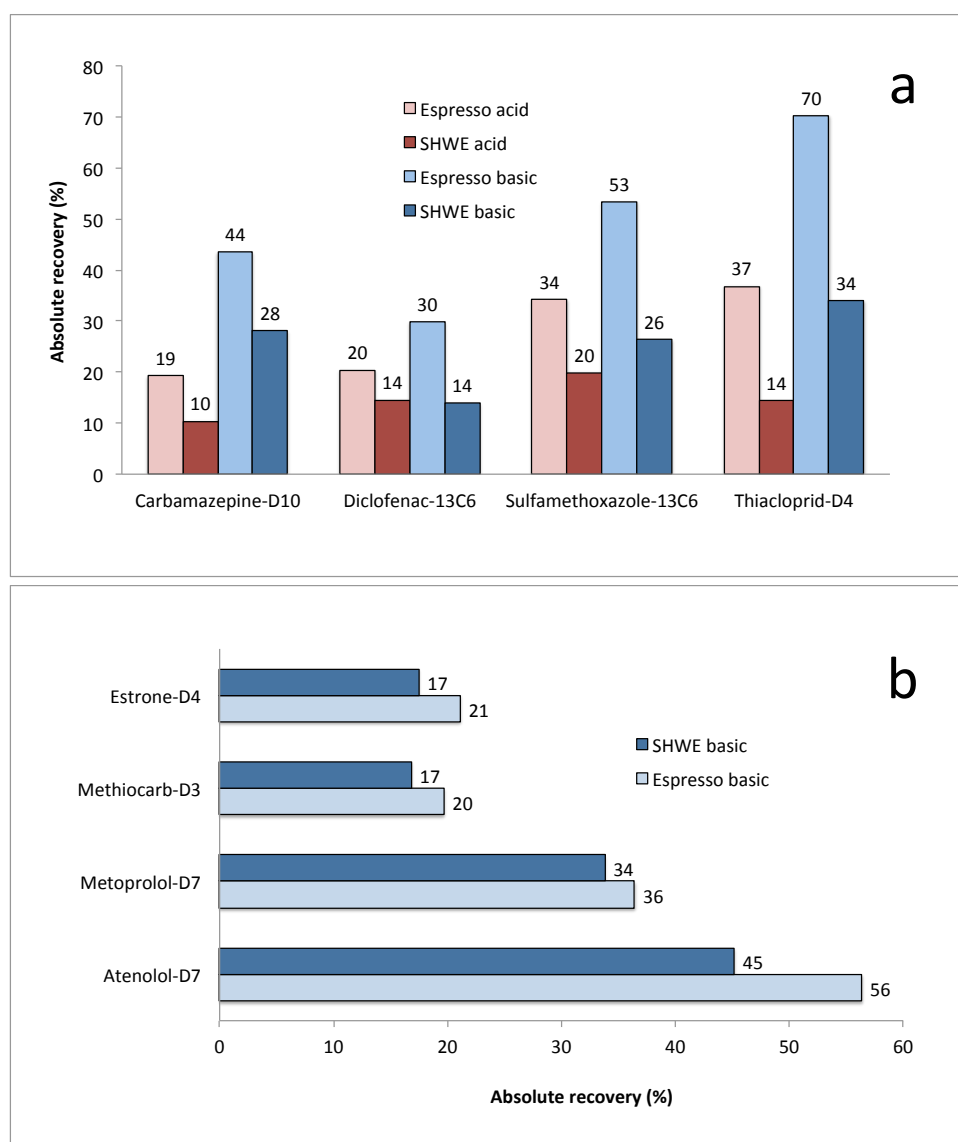 a
80
70
60
50
40
30
20
10
0
Absolute recovery (%)
Espresso acid
SHWE acid
Espresso basic
SHWE basic
19 10 44 28
20 14 30 14
34 20 53 26
37 14 70 34
Carbamazepine-D10 Diclofenac-13C6 Sulfamethoxazole-13C6 Thiacloprid-D4
b
Estrone-D4
17
21
Methiocarb-D3
17
20
Metoprolol-D7
34
36
Atenolol-D7
45
56
SHWE basic
Espresso basic
0 10 20 30 40 50 60
Absolute recovery (%)